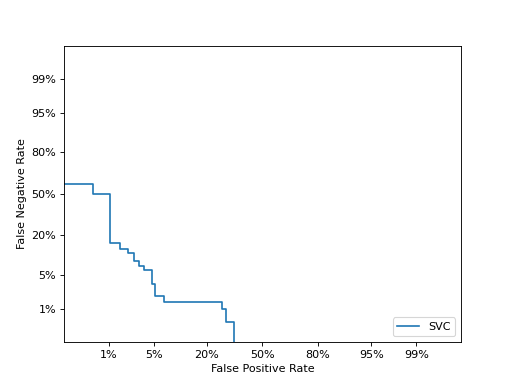 99%
95%
80%
50%
20%
5%
1%
False Negative Rate
SVC
1% 5% 20% 50% 80% 95% 99%
False Positive Rate